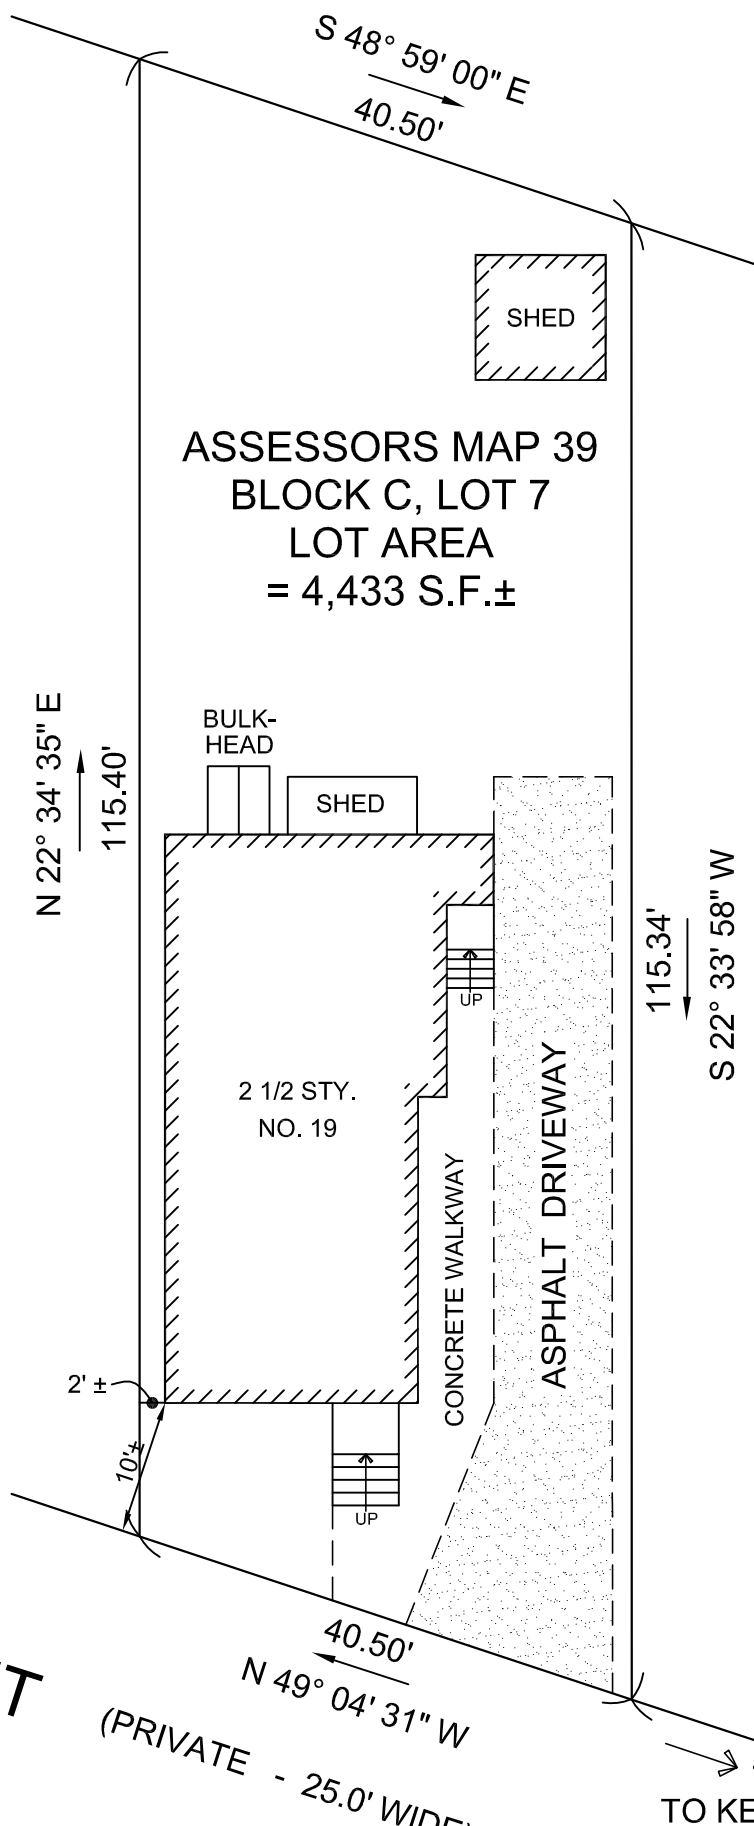 S 48° 59' 00" E
40.50'
SHED
ASSESSORS MAP 39
BLOCK C, LOT 7
LOT AREA
= 4,433 S.F.±
N 22° 34' 35" E
115.40'
BULK-
HEAD
SHED
115.34'
S 22° 33' 58" W
UP
2 1/2 STY.
NO. 19
CONCRETE WALKWAY
ASPHALT DRIVEWAY
2' ±
10'±
UP
40.50'
N 49° 04' 31" W
(PRIVATE - 25.0' WIDE)
TO KE